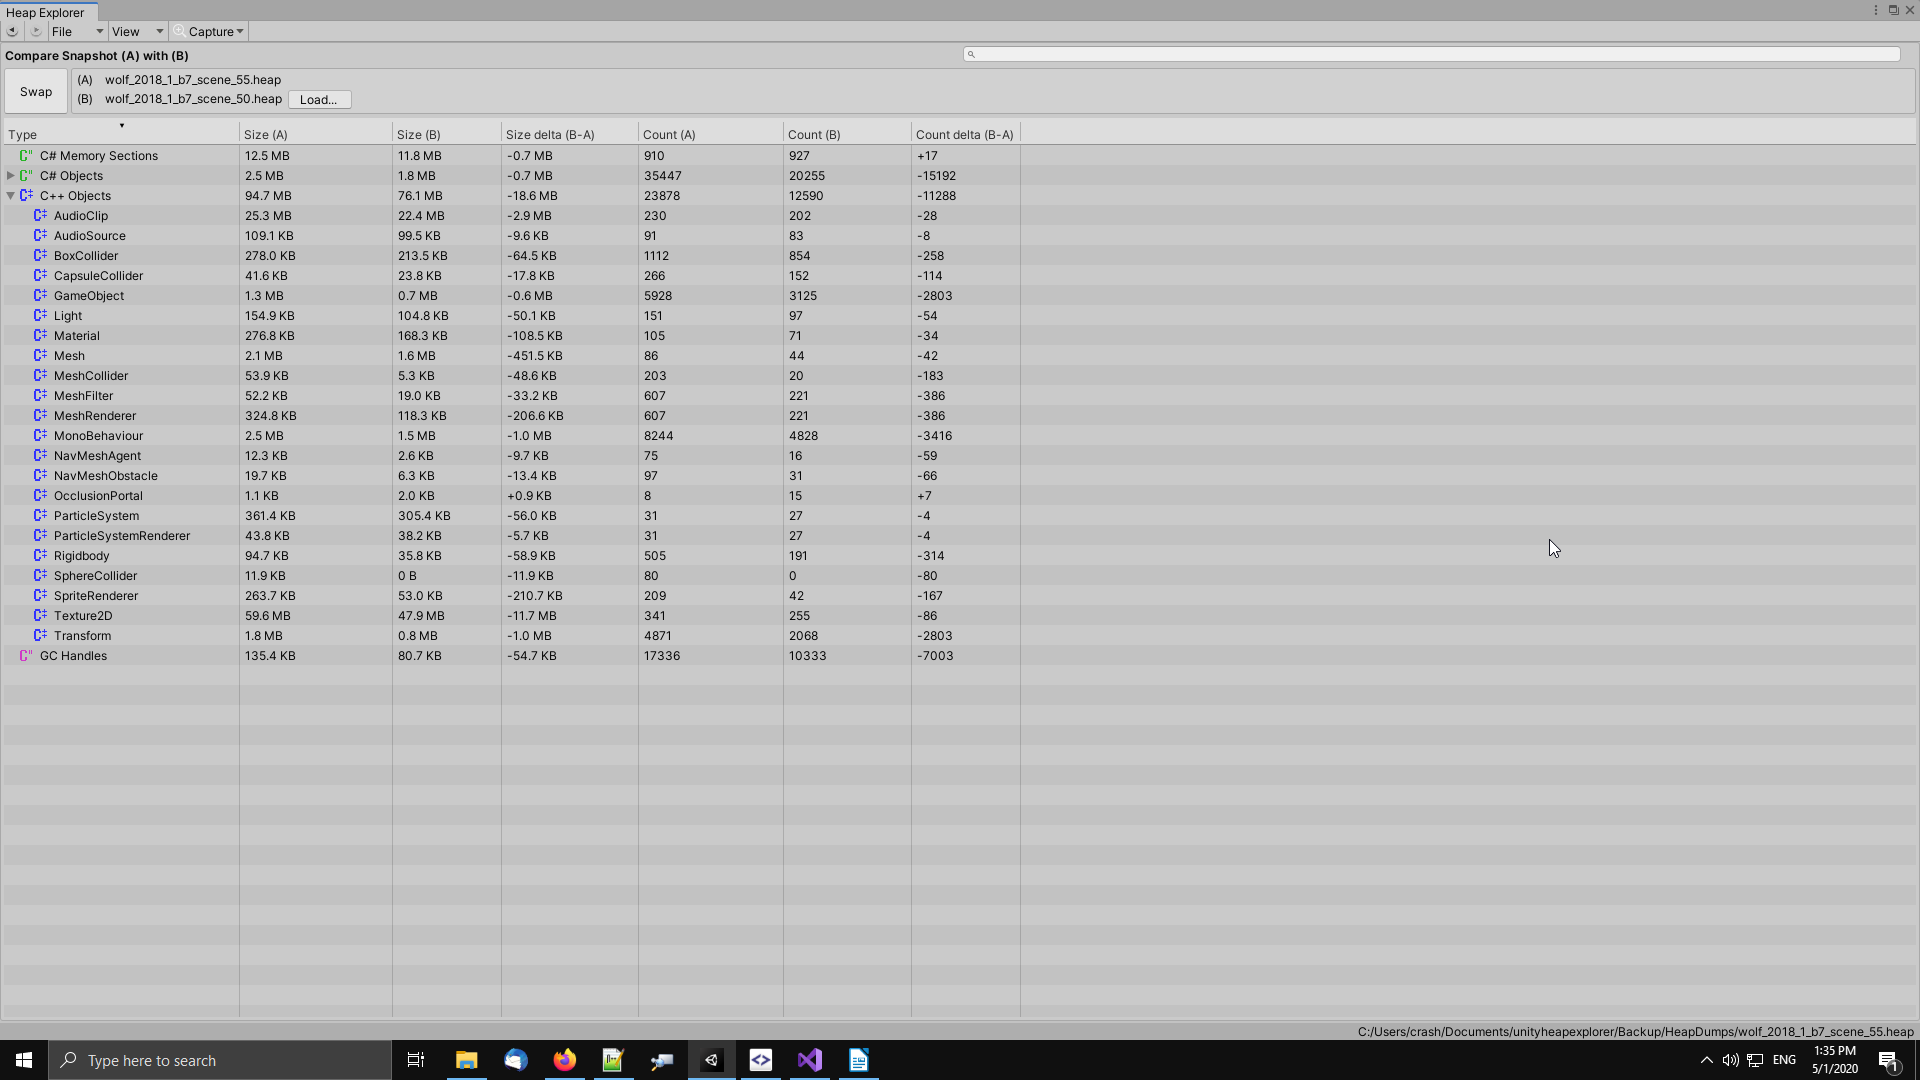 Heap Explorer
File View Capture
Compare Snapshot (A) with (B)
Swap
(A) wolf_2018_1_b7_scene_55.heap
(B) wolf_2018_1_b7_scene_50.heap Load...
Type Size (A) Size (B) Size delta (B-A) Count (A) Count (B) Count delta (B-A)
C# Memory Sections 12.5 MB 11.8 MB -0.7 MB 910 927 +17
C# Objects 2.5 MB 1.8 MB -0.7 MB 35447 20255 -15192
C++ Objects 94.7 MB 76.1 MB -18.6 MB 23878 12590 -11288
AudioClip 25.3 MB 22.4 MB -2.9 MB 230 202 -28
AudioSource 109.1 KB 99.5 KB -9.6 KB 91 83 -8
BoxCollider 278.0 KB 213.5 KB -64.5 KB 1112 854 -258
CapsuleCollider 41.6 KB 23.8 KB -17.8 KB 266 152 -114
GameObject 1.3 MB 0.7 MB -0.6 MB 5928 3125 -2803
Light 154.9 KB 104.8 KB -50.1 KB 151 97 -54
Material 276.8 KB 168.3 KB -108.5 KB 105 71 -34
Mesh 2.1 MB 1.6 MB -451.5 KB 86 44 -42
MeshCollider 53.9 KB 5.3 KB -48.6 KB 203 20 -183
MeshFilter 52.2 KB 19.0 KB -33.2 KB 607 221 -386
MeshRenderer 324.8 KB 118.3 KB -206.6 KB 607 221 -386
MonoBehaviour 2.5 MB 1.5 MB -1.0 MB 8244 4828 -3416
NavMeshAgent 12.3 KB 2.6 KB -9.7 KB 75 16 -59
NavMeshObstacle 19.7 KB 6.3 KB -13.4 KB 97 31 -66
OcclusionPortal 1.1 KB 2.0 KB +0.9 KB 8 15 +7
ParticleSystem 361.4 KB 305.4 KB -56.0 KB 31 27 -4
ParticleSystemRenderer 43.8 KB 38.2 KB -5.7 KB 31 27 -4
Rigidbody 94.7 KB 35.8 KB -58.9 KB 505 191 -314
SphereCollider 11.9 KB 0 B -11.9 KB 80 0 -80
SpriteRenderer 263.7 KB 53.0 KB -210.7 KB 209 42 -167
Texture2D 59.6 MB 47.9 MB -11.7 MB 341 255 -86
Transform 1.8 MB 0.8 MB -1.0 MB 4871 2068 -2803
GC Handles 135.4 KB 80.7 KB -54.7 KB 17336 10333 -7003
C:/Users/crash/Documents/unityheapexplorer/Backup/HeapDumps/wolf_2018_1_b7_scene_55.heap
Type here to search
ENG
1:35 PM
5/1/2020
1